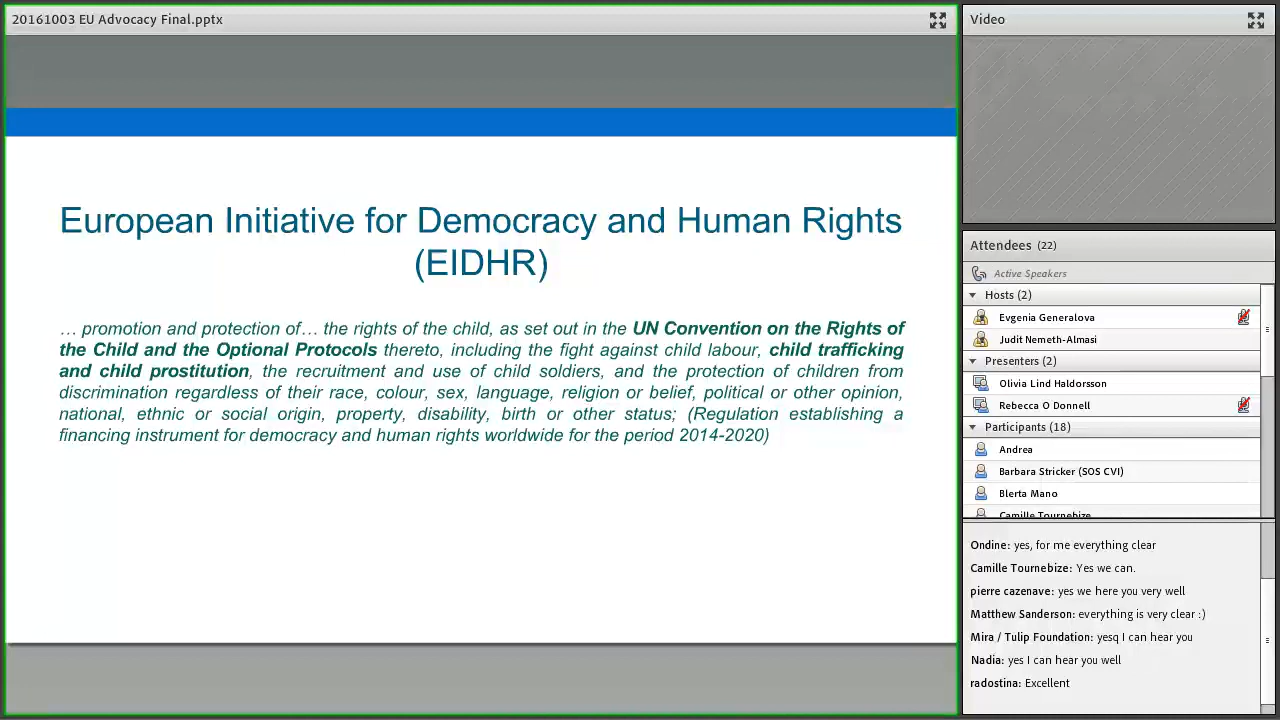 20161003 EU Advocacy Final.pptx
European Initiative for Democracy and Human Rights
(EIDHR)
… promotion and protection of… the rights of the child, as set out in the UN Convention on the Rights of
the Child and the Optional Protocols thereto, including the fight against child labour, child trafficking
and child prostitution, the recruitment and use of child soldiers, and the protection of children from
discrimination regardless of their race, colour, sex, language, religion or belief, political or other opinion,
national, ethnic or social origin, property, disability, birth or other status; (Regulation establishing a
financing instrument for democracy and human rights worldwide for the period 2014-2020)
Video
Attendees (22)
Active Speakers
Hosts (2)
Evgenia Generalova
Judit Nemeth-Almasi
Presenters (2)
Olivia Lind Haldorsson
Rebecca O Donnell
Participants (18)
Andrea
Barbara Stricker (SOS CVI)
Blerta Mano
Camille Tournebize
Ondine: yes, for me everything clear
Camille Tournebize: Yes we can.
pierre cazenave: yes we here you very well
Matthew Sanderson: everything is very clear :)
Mira / Tulip Foundation: yesq I can hear you
Nadia: yes I can hear you well
radostina: Excellent